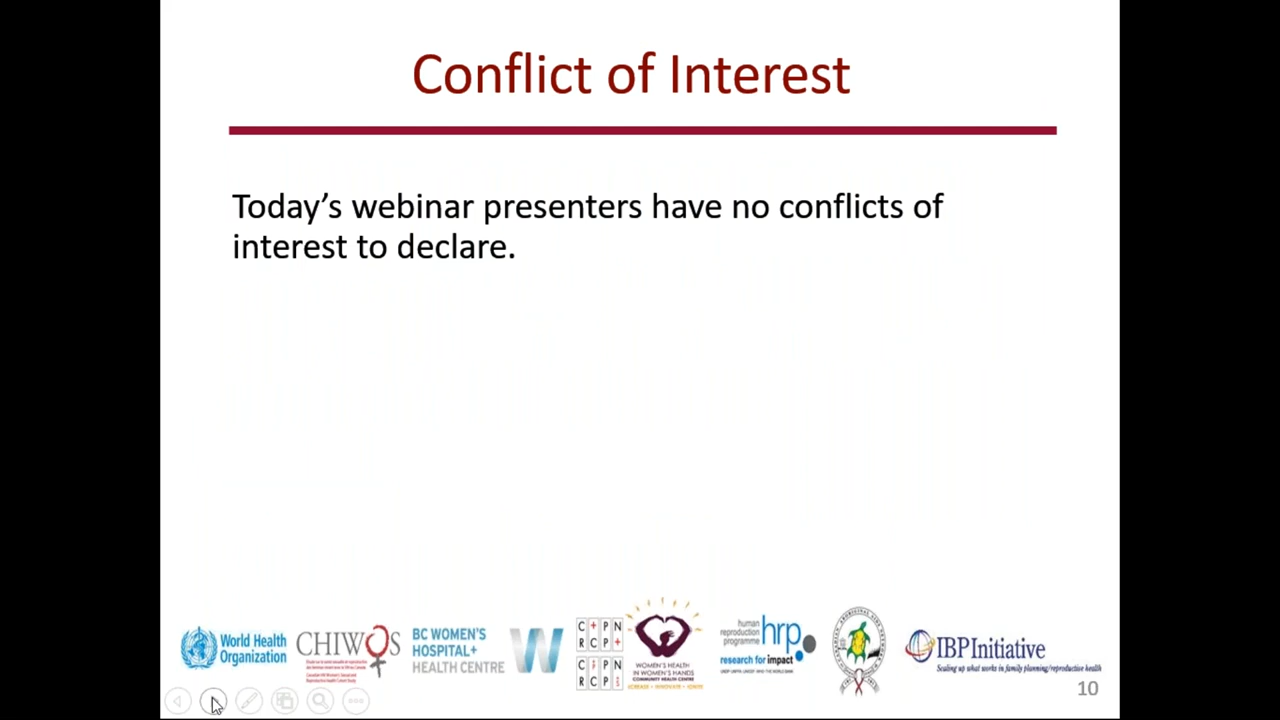 Conflict of Interest
Today's webinar presenters have no conflicts of
interest to declare.
World Health
Organization
CHIWOS
BC WOMEN'S
HOSPITAL+
HEALTH CENTRE
W
C + P N
R C P +
C P N
R C P
WOMEN'S HEALTH
IN WOMEN'S HANDS
COMMUNITY HEALTH CENTRE
human
reproduction
programme
hrp.
research for impact
IBPInitiative
Scaling up what works in family planning/reproductive health
10